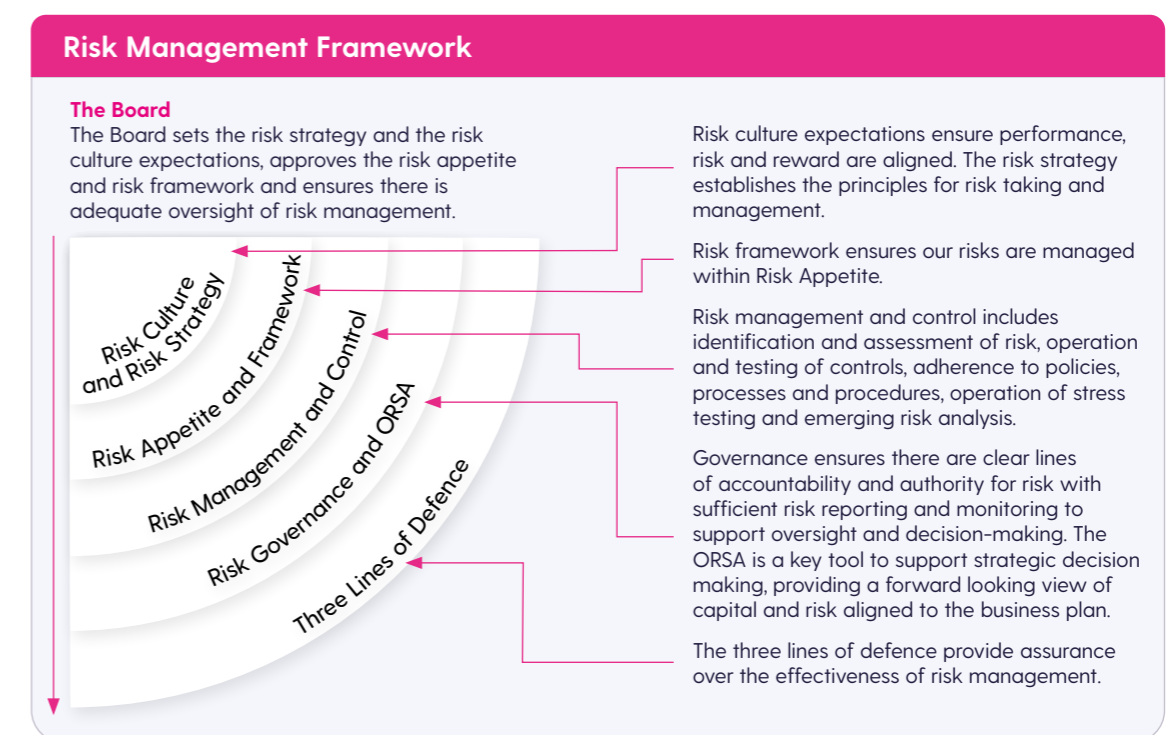 Risk Management Framework
The Board
The Board sets the risk strategy and the risk
culture expectations, approves the risk appetite
and risk framework and ensures there is
adequate oversight of risk management.
Risk Culture
and Risk Strategy
Risk Appetite and Framework
Risk Management and Control
Risk Governance and ORSA
Three Lines of Defence
Risk culture expectations ensure performance,
risk and reward are aligned. The risk strategy
establishes the principles for risk taking and
management.
Risk framework ensures our risks are managed
within Risk Appetite.
Risk management and control includes
identification and assessment of risk, operation
and testing of controls, adherence to policies,
processes and procedures, operation of stress
testing and emerging risk analysis.
Governance ensures there are clear lines
of accountability and authority for risk with
sufficient risk reporting and monitoring to
support oversight and decision-making. The
ORSA is a key tool to support strategic decision
making, providing a forward looking view of
capital and risk aligned to the business plan.
The three lines of defence provide assurance
over the effectiveness of risk management.